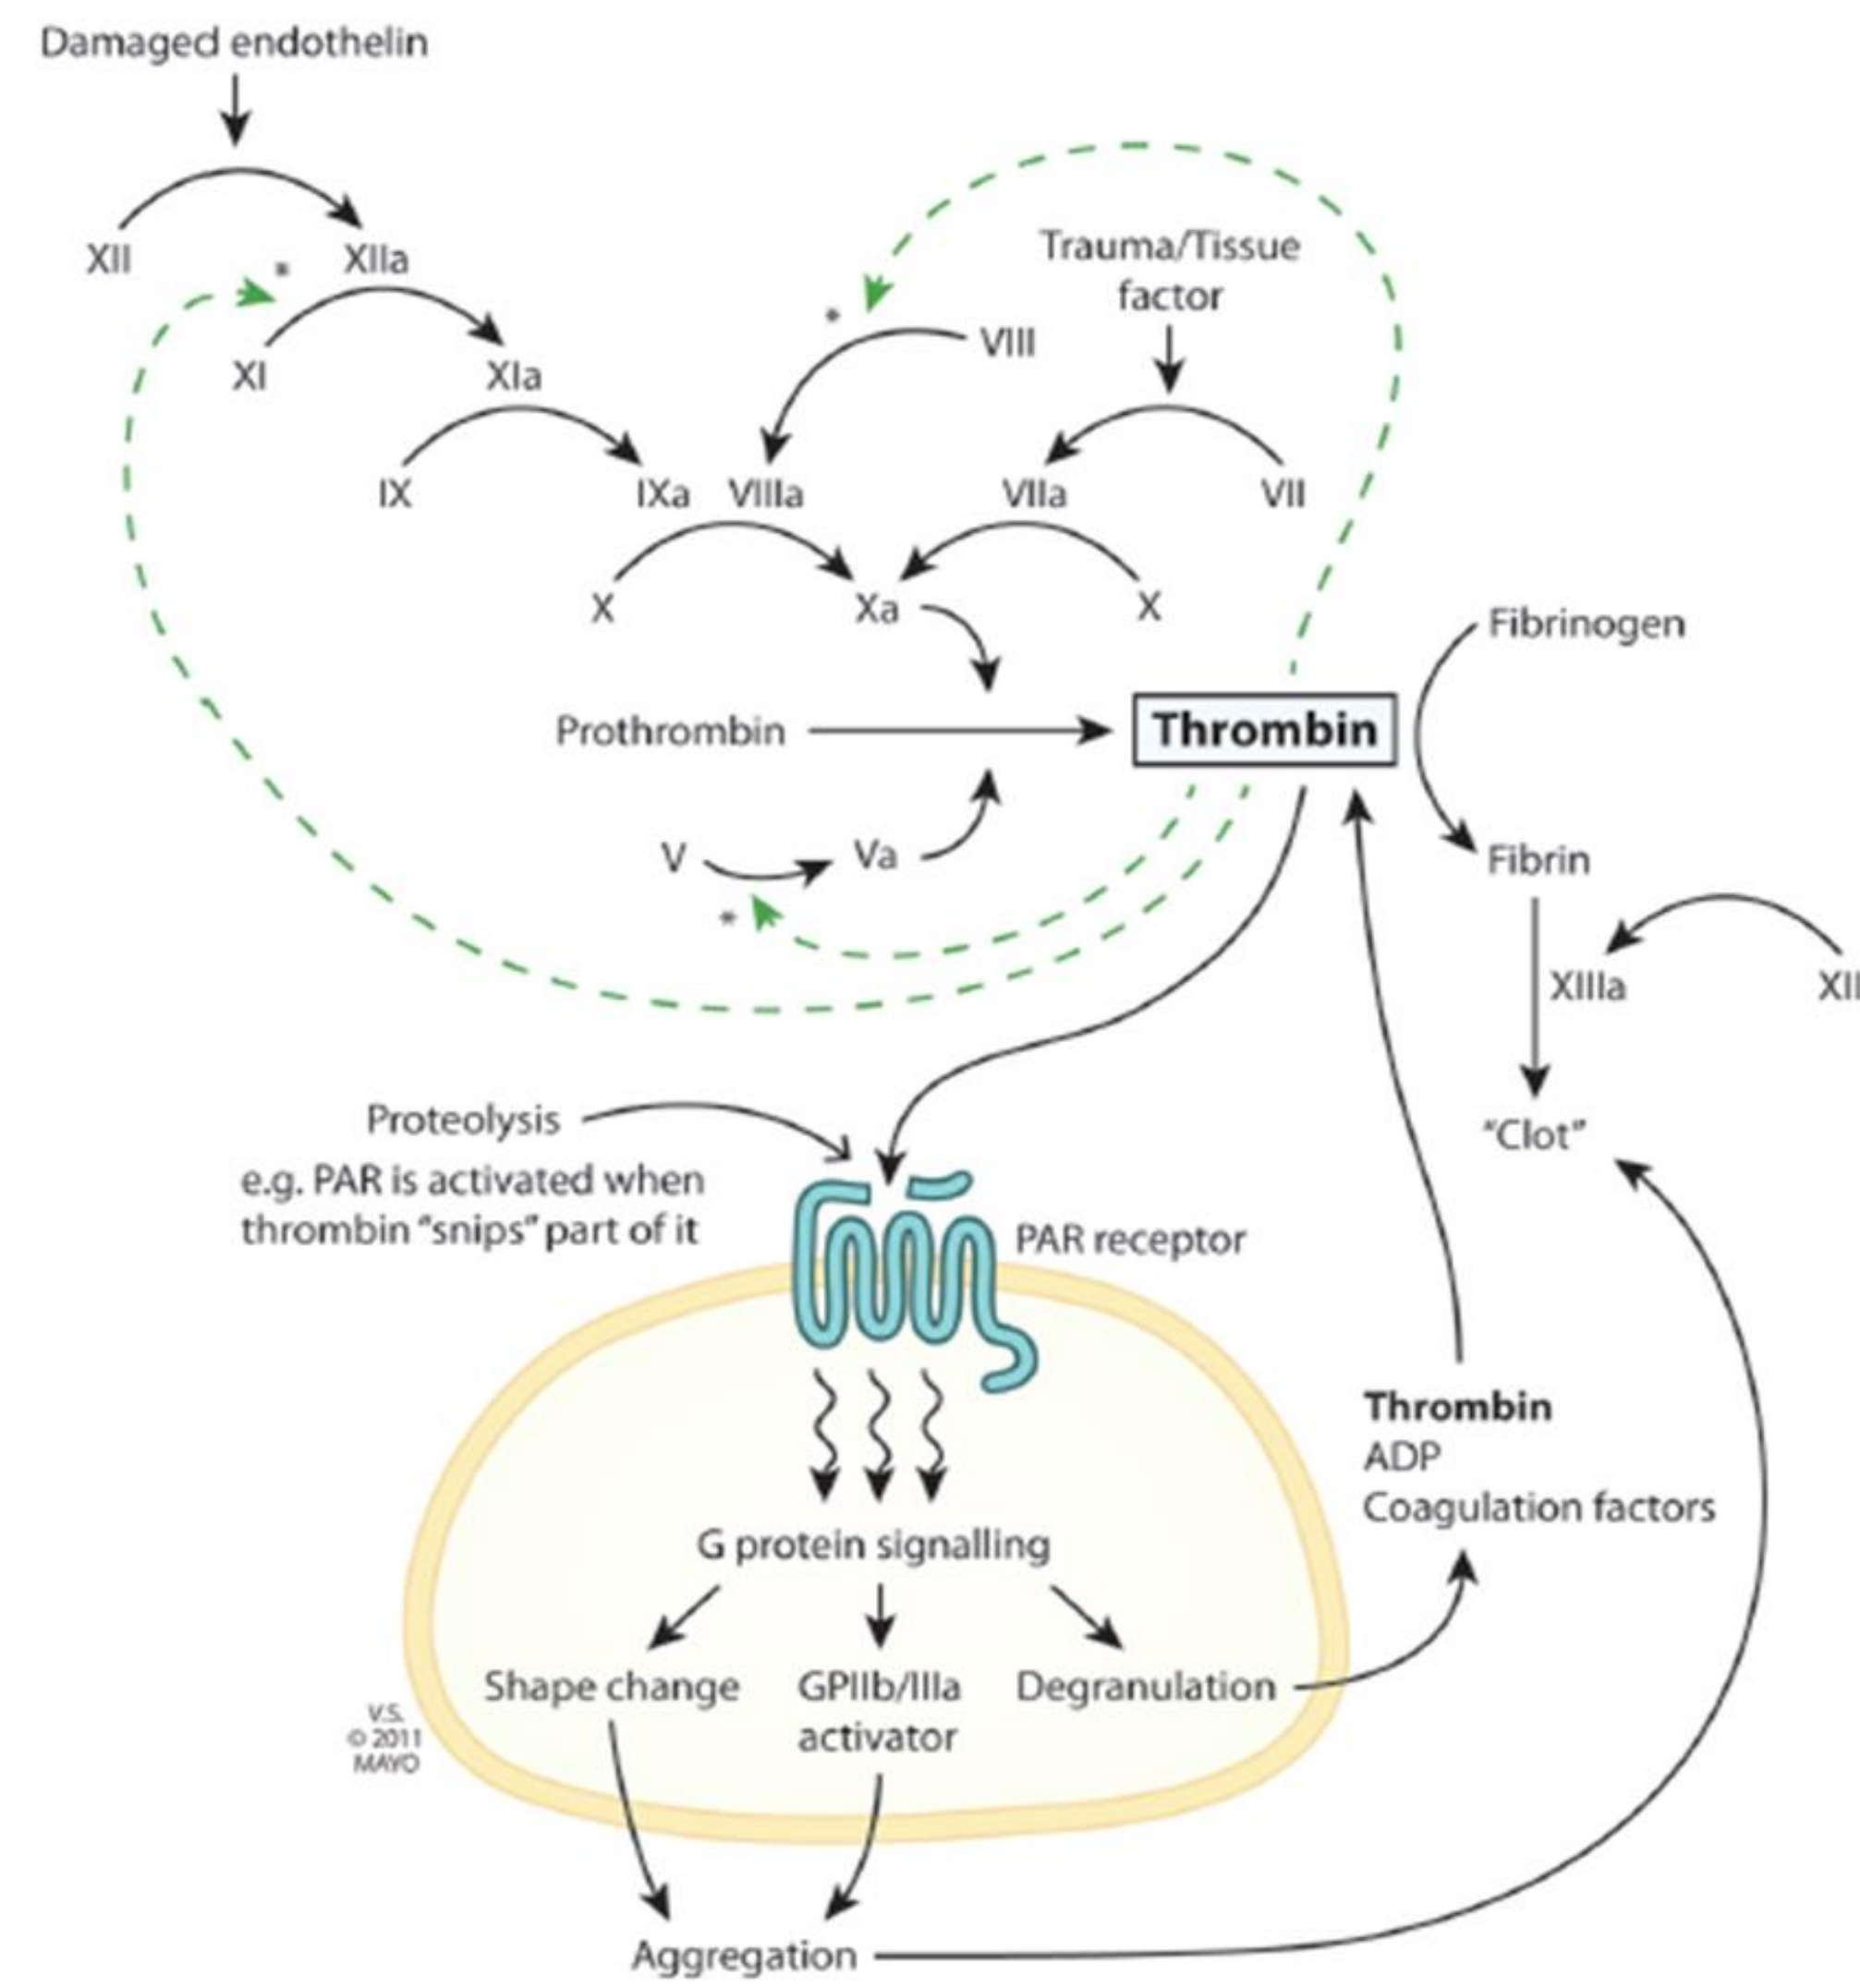 Damaged endothelin
XII
XIIa
*
XI
XIa
IX
IXa
VIIIa
*
VIII
Trauma/Tissue
factor
VIIa
VII
X
Xa
X
Prothrombin
Thrombin
V
Va
*
Fibrinogen
Fibrin
XIIIa
XII
"Clot"
Proteolysis
e.g. PAR is activated when
thrombin "snips" part of it
PAR receptor
G protein signalling
Shape change
GPIIb/IIIa
activator
Degranulation
Thrombin
ADP
Coagulation factors
V.S.
© 2011
MAYO
Aggregation